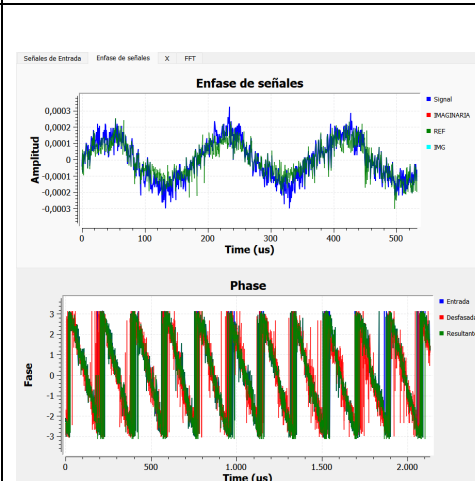 Señales de Entrada Enfase de señales X FFT
Enfase de señales
Amplitud
0,0003
0,0002
0,0001
0
-0,0001
-0,0002
-0,0003
0 100 200 300 400 500
Time (us)
Signal
IMAGINARIA
REF
IMG
Phase
Fase
3
2
1
0
-1
-2
-3
0 500 1.000 1.500 2.000
Time (us)
Entrada
Desfasada
Resultante